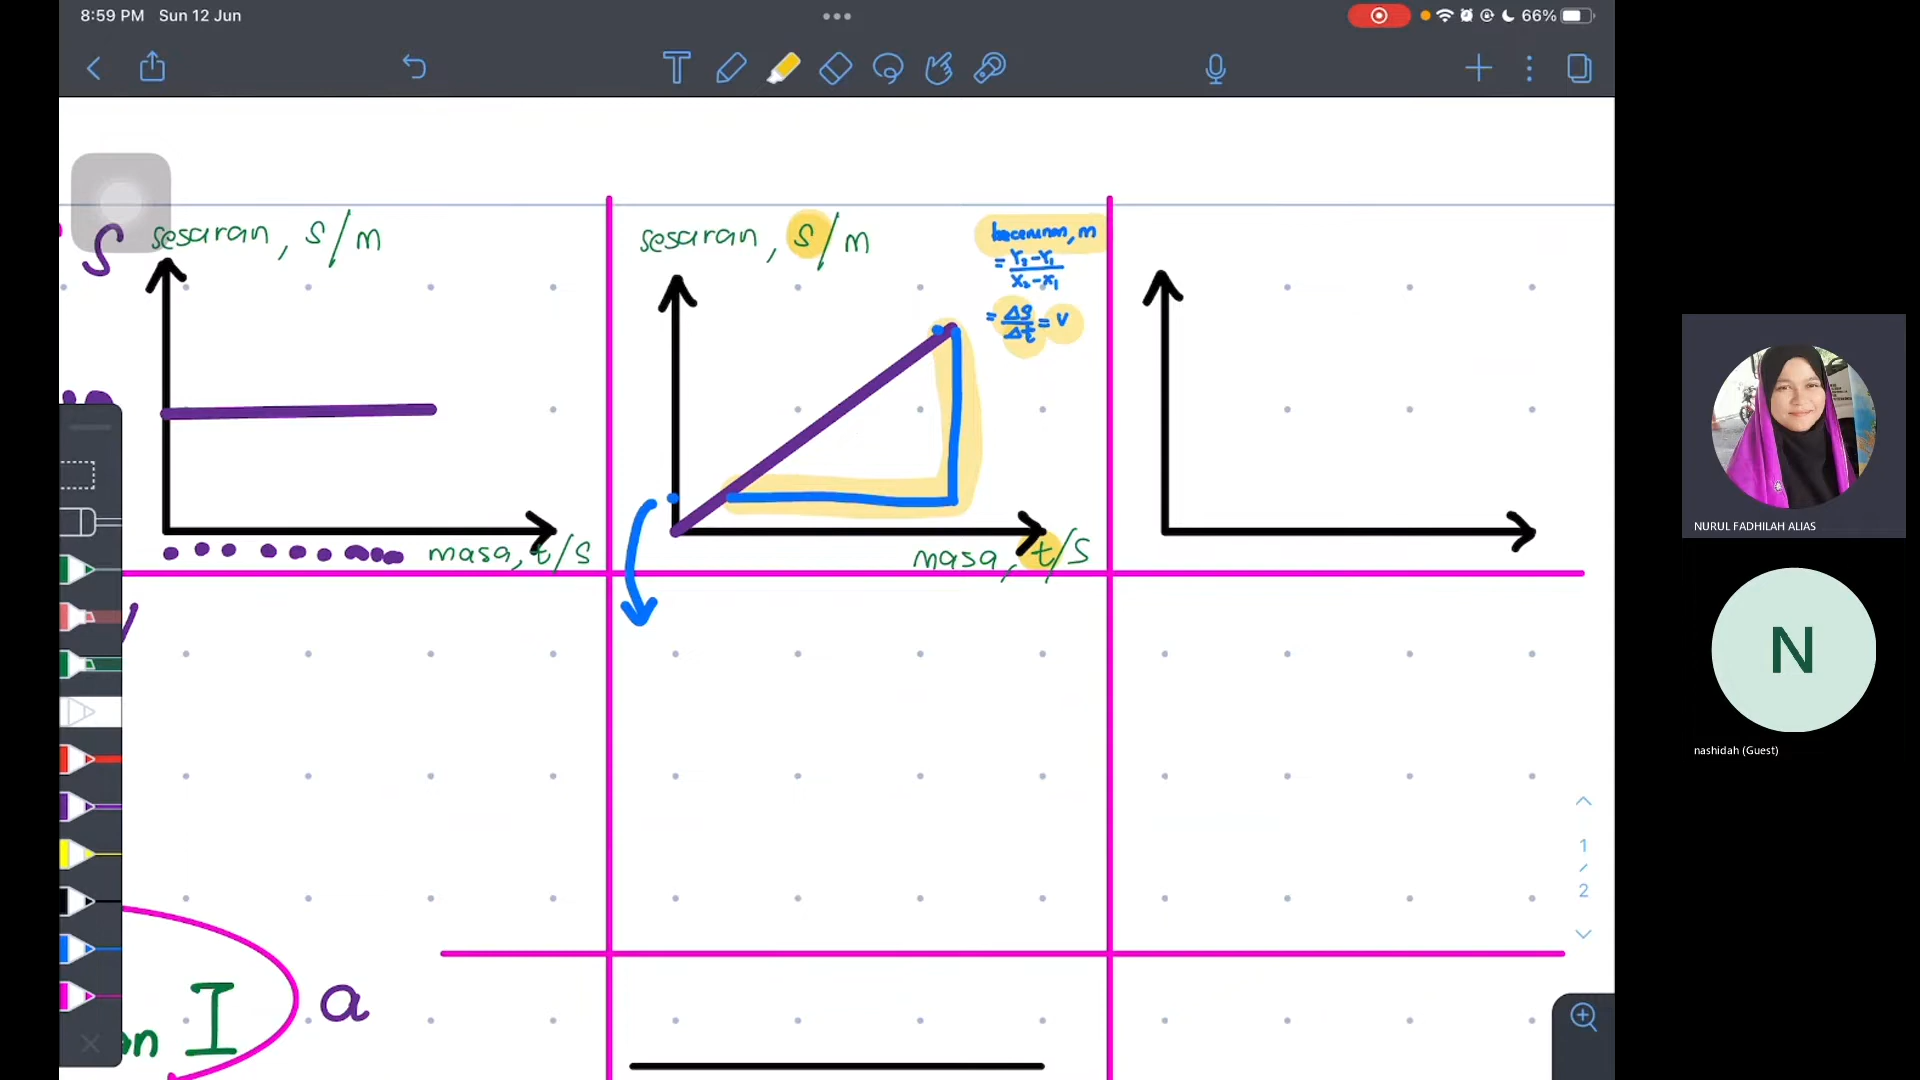 8:59 PM Sun 12 Jun
66%
S
sesaran, s/m
masa, t/s
sesaran, s/m
kecerunan, m
= Y₂-Y₁/X₂-X₁
= Δs/Δt = v
masa, t/s
1
/
2
I
a
NURUL FADHILAH ALIAS
N
nashidah (Guest)